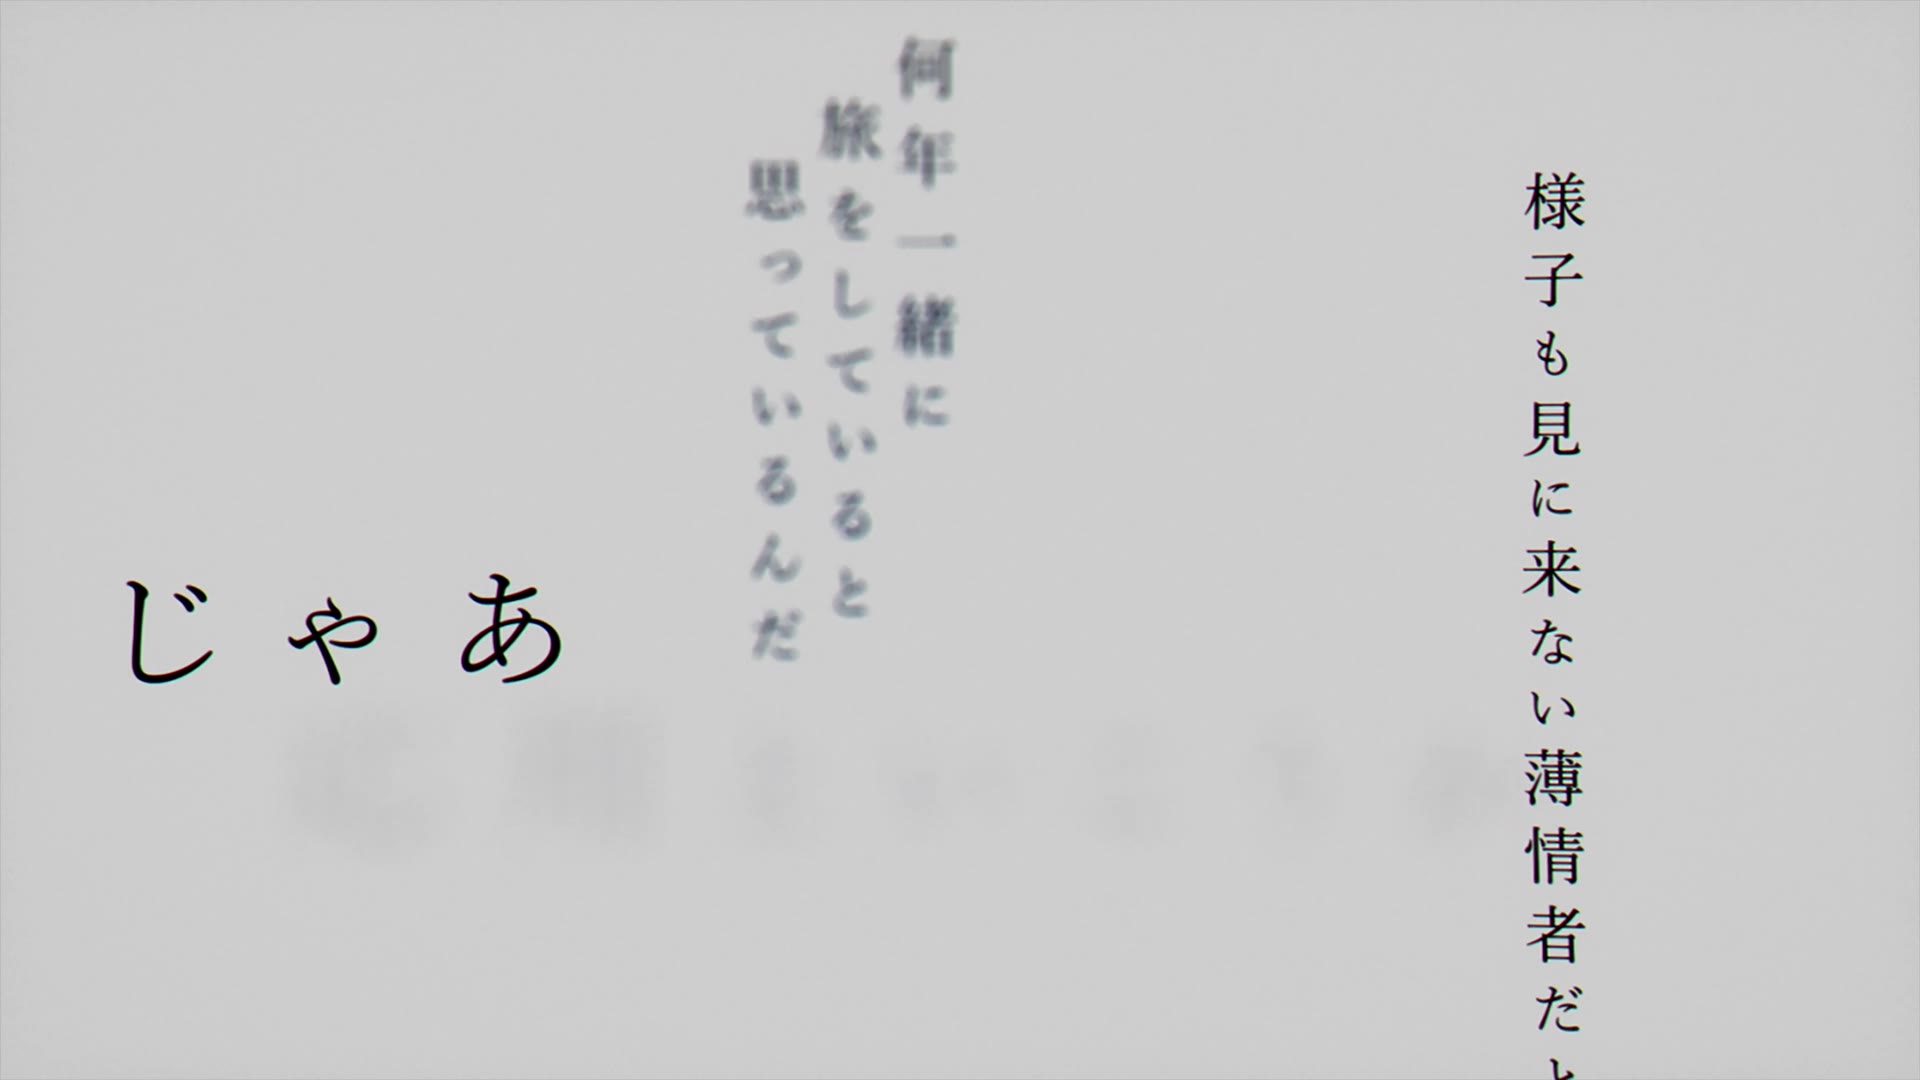 様子も見に来ない薄情者だと
何年一緒に
旅をしていると
思っているんだ
じゃあ